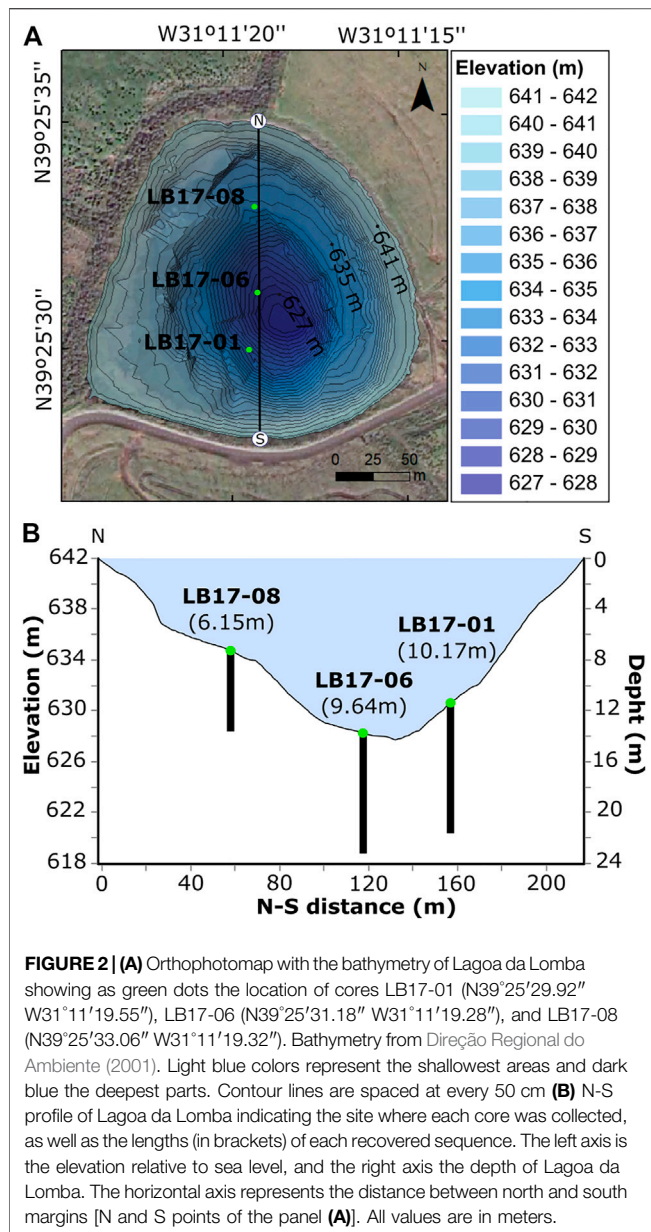 A
W31º11'20''
W31º11'15''
N39º25'35''
N39º25'30''
N
N
LB17-08
LB17-06
LB17-01
·627 m
·635 m
·641 m
S
0 25 50
m
Elevation (m)
641 - 642
640 - 641
639 - 640
638 - 639
637 - 638
636 - 637
635 - 636
634 - 635
633 - 634
632 - 633
631 - 632
630 - 631
629 - 630
628 - 629
627 - 628
B
N
S
642
638
634
630
626
622
618
Elevation (m)
LB17-08
(6.15m)
LB17-06
(9.64m)
LB17-01
(10.17m)
0
4
8
12
16
20
24
Depht (m)
0 40 80 120 160 200
N-S distance (m)
FIGURE 2 | (A) Orthophotomap with the bathymetry of Lagoa da Lomba
showing as green dots the location of cores LB17-01 (N39°25′29.92″
W31°11′19.55″), LB17-06 (N39°25′31.18″ W31°11′19.28″), and LB17-08
(N39°25′33.06″ W31°11′19.32″). Bathymetry from Direção Regional do
Ambiente (2001). Light blue colors represent the shallowest areas and dark
blue the deepest parts. Contour lines are spaced at every 50 cm (B) N-S
profile of Lagoa da Lomba indicating the site where each core was collected,
as well as the lengths (in brackets) of each recovered sequence. The left axis is
the elevation relative to sea level, and the right axis the depth of Lagoa da
Lomba. The horizontal axis represents the distance between north and south
margins [N and S points of the panel (A)]. All values are in meters.